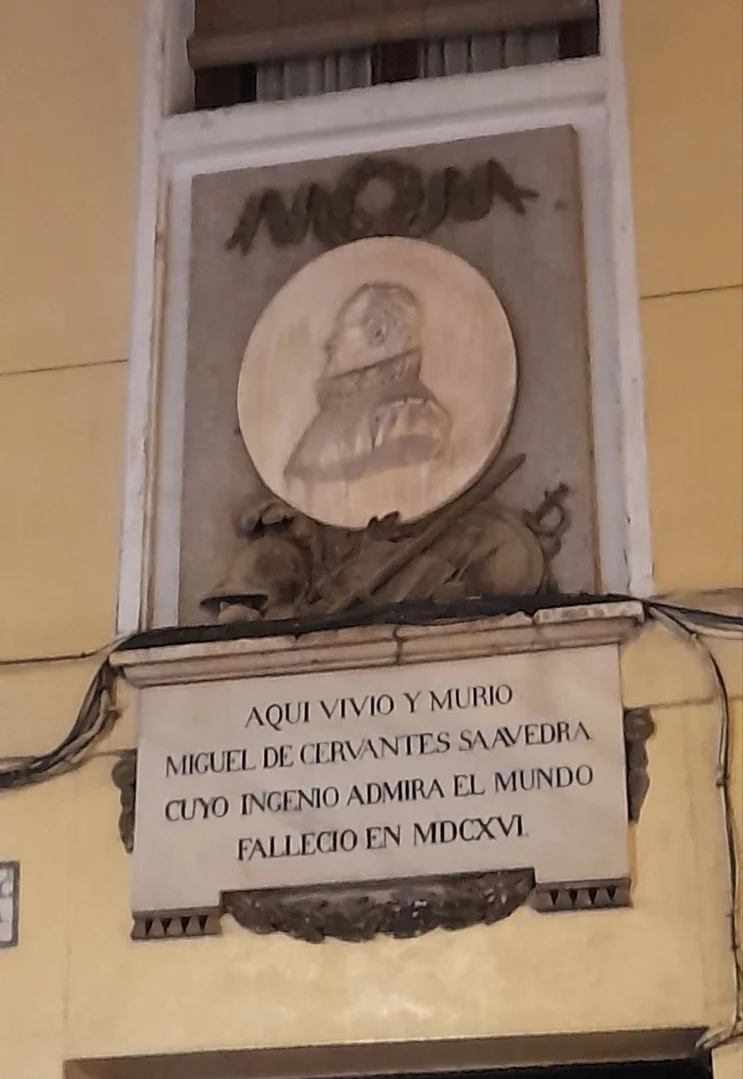 AQUI VIVIO Y MURIO
MIGUEL DE CERVANTES SAAVEDRA
CUYO INGENIO ADMIRA EL MUNDO
FALLECIO EN MDCXVI.